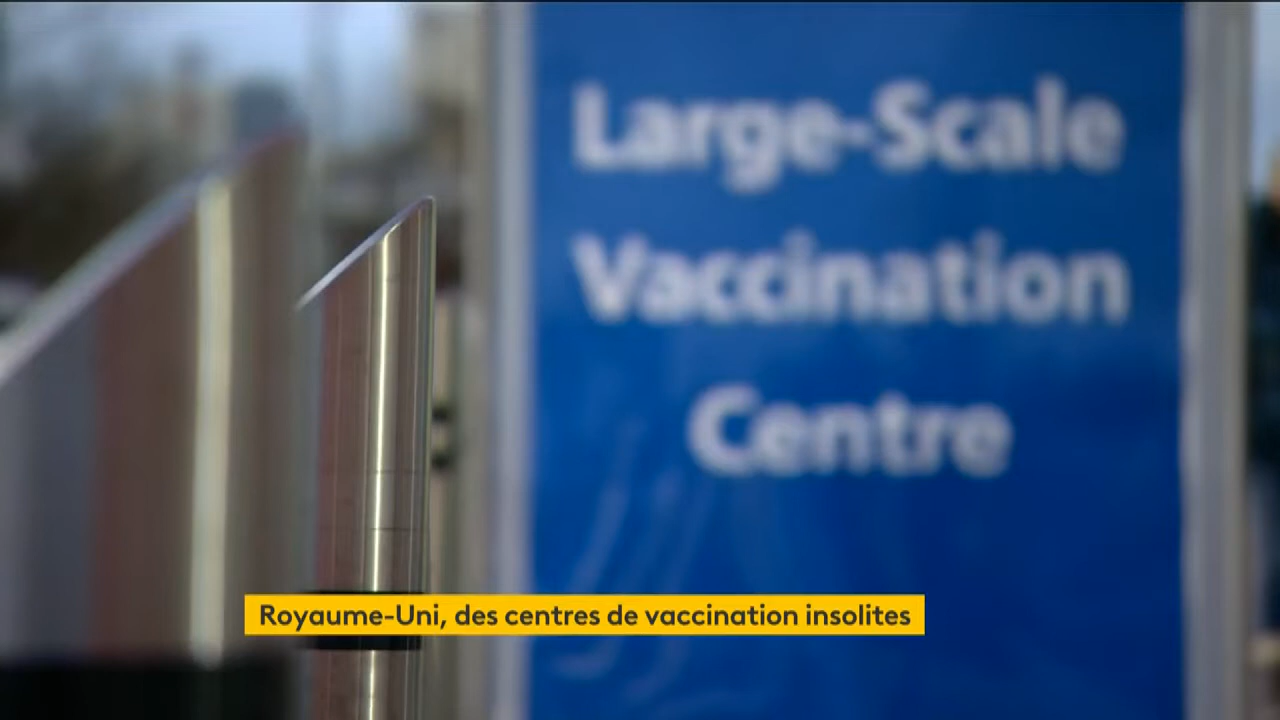 Large-Scale
Vaccination
Centre
Royaume-Uni, des centres de vaccination insolites